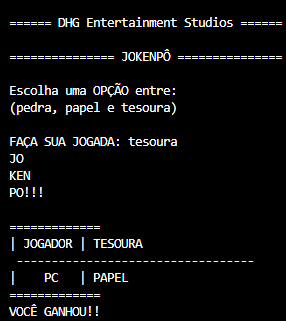 ====== DHG Entertainment Studios ======
=============== JOKENPÔ ===============
Escolha uma OPÇÃO entre:
(pedra, papel e tesoura)
FAÇA SUA JOGADA: tesoura
JO
KEN
PO!!!
=============
| JOGADOR | TESOURA
----------------------------------
| PC | PAPEL
=============
VOCÊ GANHOU!!